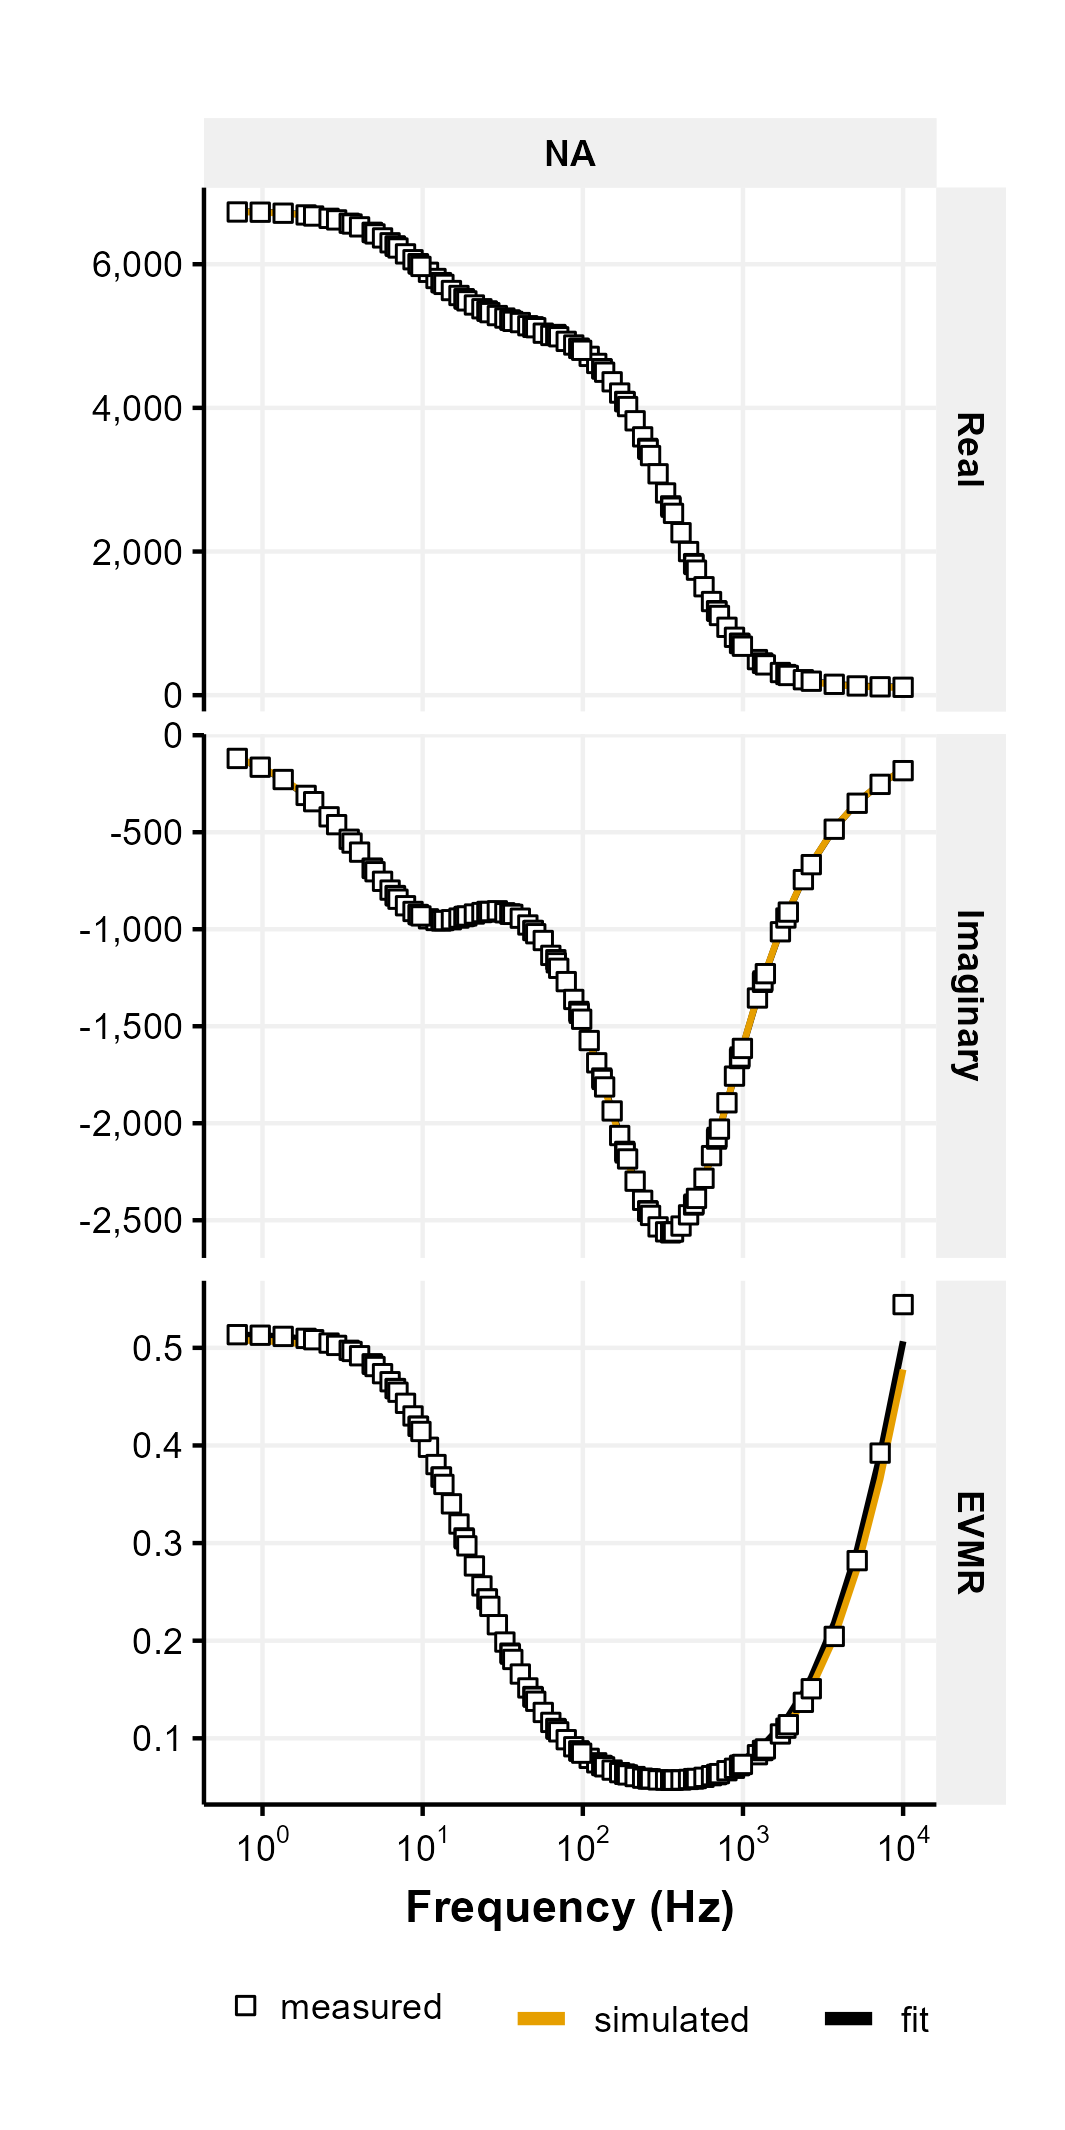 NA
6,000
4,000
2,000
0
Real
0
-500
-1,000
-1,500
-2,000
-2,500
Imaginary
0.5
0.4
0.3
0.2
0.1
EVMR
10⁰ 10¹ 10² 10³ 10⁴
Frequency (Hz)
measured simulated fit